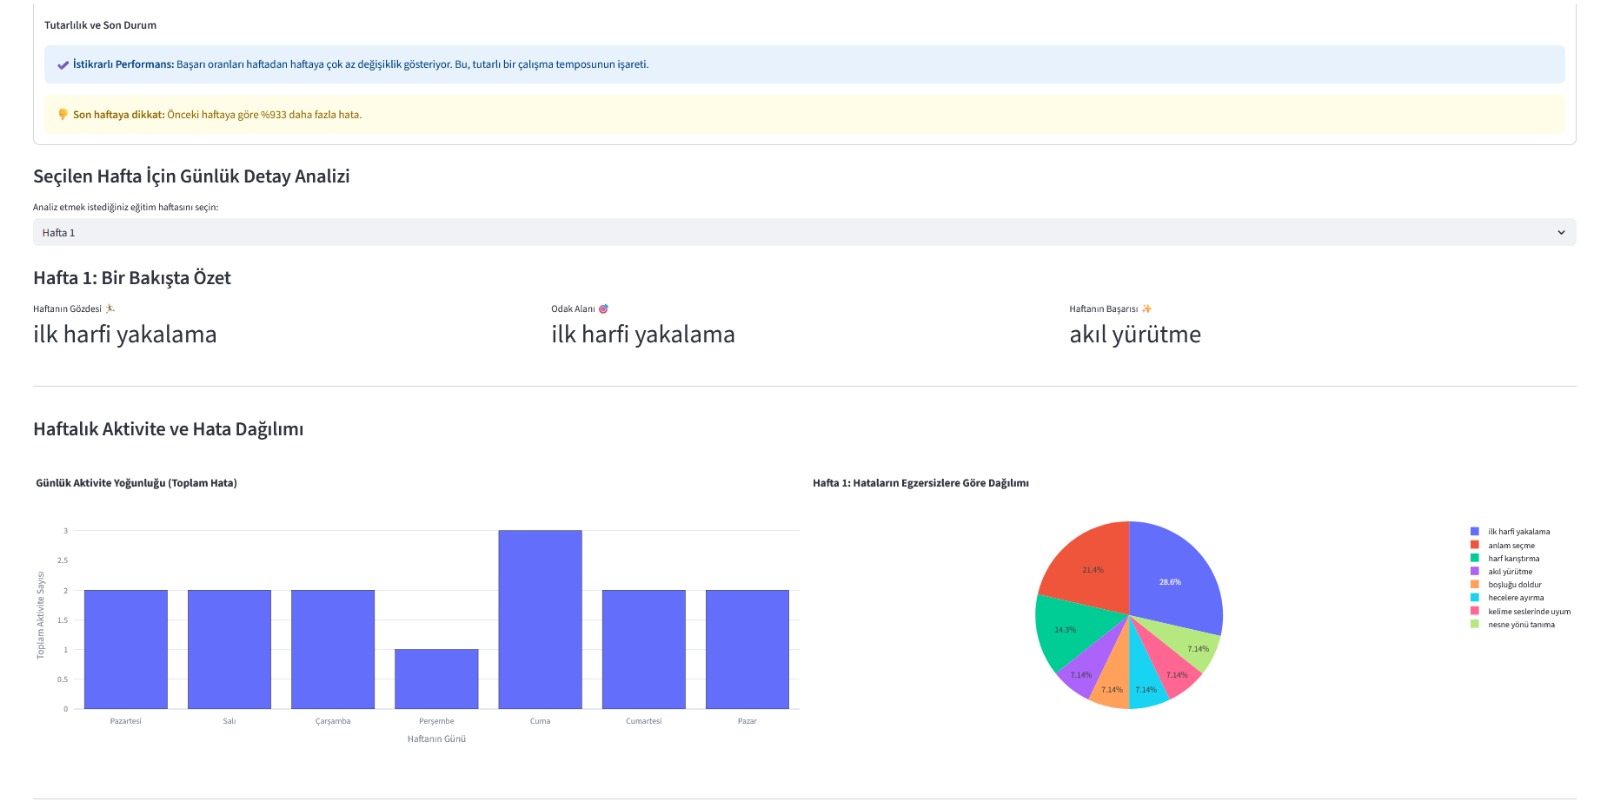 Tutarlılık ve Son Durum
✔ İstikrarlı Performans: Başarı oranları haftadan haftaya çok az değişiklik gösteriyor. Bu, tutarlı bir çalışma temposunun işareti.
👎 Son haftaya dikkat: Önceki haftaya göre %933 daha fazla hata.
Seçilen Hafta İçin Günlük Detay Analizi
Analiz etmek istediğiniz eğitim haftasını seçin:
Hafta 1
Hafta 1: Bir Bakışta Özet
Haftanın Gözdesi 🏃
ilk harfi yakalama
Odak Alanı 🎯
ilk harfi yakalama
Haftanın Başarısı ✨
akıl yürütme
Haftalık Aktivite ve Hata Dağılımı
Günlük Aktivite Yoğunluğu (Toplam Hata)
Toplam Aktivite Sayısı
3
2.5
2
1.5
1
0.5
0
Pazartesi
Salı
Çarşamba
Perşembe
Cuma
Cumartesi
Pazar
Haftanın Günü
Hafta 1: Hataların Egzersizlere Göre Dağılımı
28.6%
21.4%
14.3%
7.14%
7.14%
7.14%
7.14%
7.14%
ilk harfi yakalama
anlam seçme
harf karıştırma
akıl yürütme
boşluğu doldur
hecelere ayırma
kelime seslerinde uyum
nesne yönü tanıma